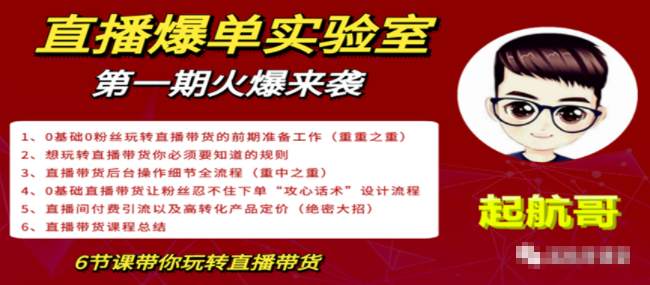 直播爆单实验室
第一期火爆来袭
1、0基础0粉丝玩转直播带货的前期准备工作（重重之重）
2、想玩转直播带货你必须要知道的规则
3、直播带货后台操作细节全流程（重中之重）
4、0基础直播带货让粉丝忍不住下单“攻心话术”设计流程
5、直播间付费引流以及高转化产品定价（绝密大招）
6、直播带货课程总结
起航哥
6节课带你玩转直播带货